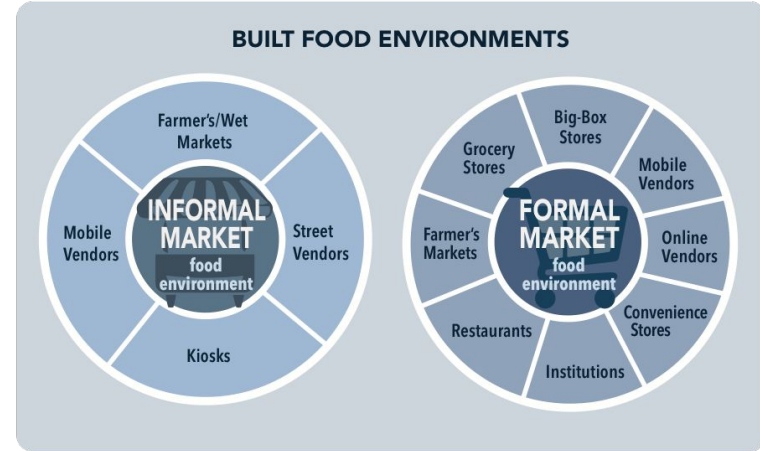 BUILT FOOD ENVIRONMENTS
Farmer's/Wet
Markets
Mobile
Vendors
INFORMAL
MARKET
food
environment
Street
Vendors
Kiosks
Big-Box
Stores
Grocery
Stores
Mobile
Vendors
Farmer's
Markets
FORMAL
MARKET
food
environment
Online
Vendors
Convenience
Stores
Restaurants
Institutions